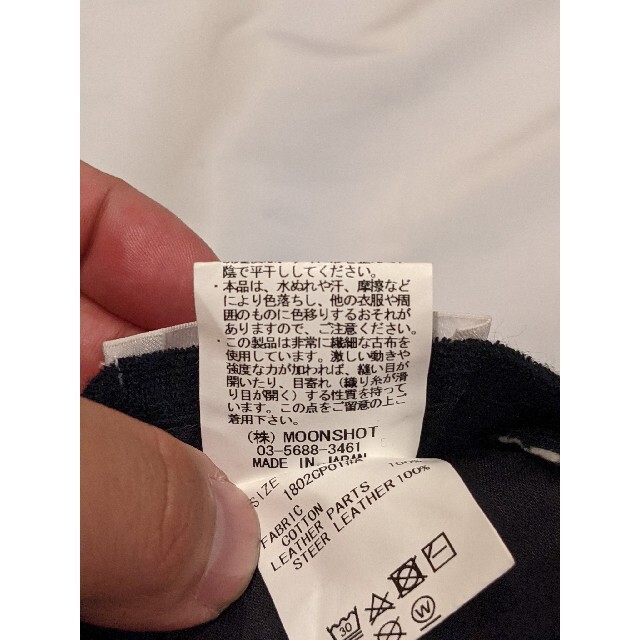 陰で平干ししてください。
・本品は、水ぬれや汗、摩擦など
により色落ちし、他の衣服や周
囲のものに色移りするおそれが
ありますので、ご注意ください。
・この製品は非常に繊細な古布を
使用しています。激しい動きや
強度な力が加われば、縫い目が
開いたり、目寄れ（織り糸が滑
り目が開く）する性質を持って
います。この点をご留意の上ご
着用下さい。
(株) MOONSHOT
03-5688-3461
MADE IN JAPAN
SIZE
FABRIC
COTTON
LEATHER PARTS
STEER LEATHER100%
30
W